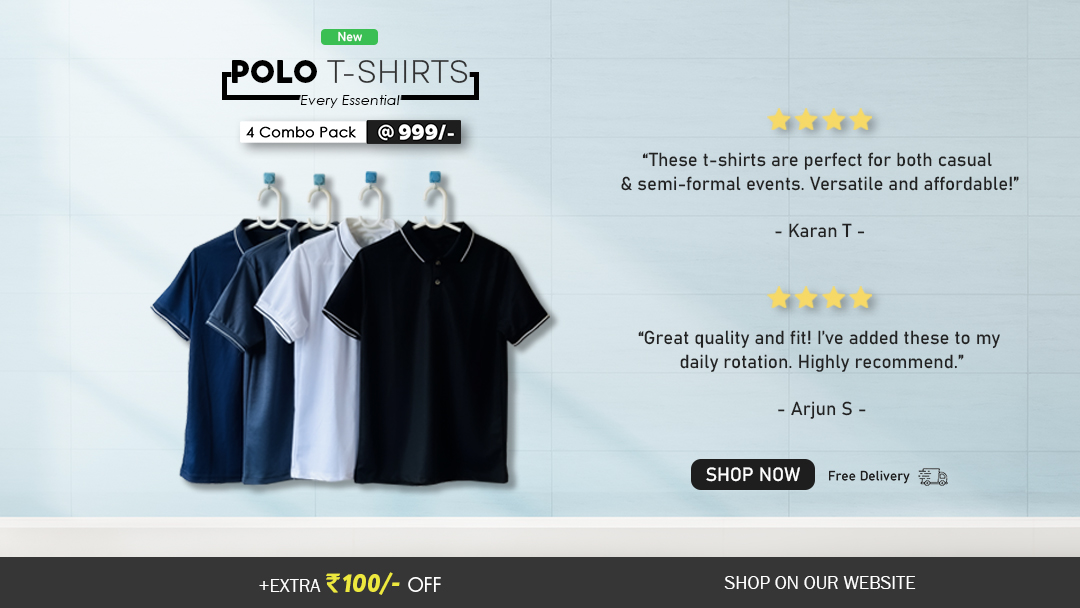 New
POLO T-SHIRTS
Every Essential
4 Combo Pack @ 999/-
“These t-shirts are perfect for both casual
& semi-formal events. Versatile and affordable!”
- Karan T -
“Great quality and fit! I’ve added these to my
daily rotation. Highly recommend.”
- Arjun S -
SHOP NOW Free Delivery
+EXTRA ₹100/- OFF
SHOP ON OUR WEBSITE